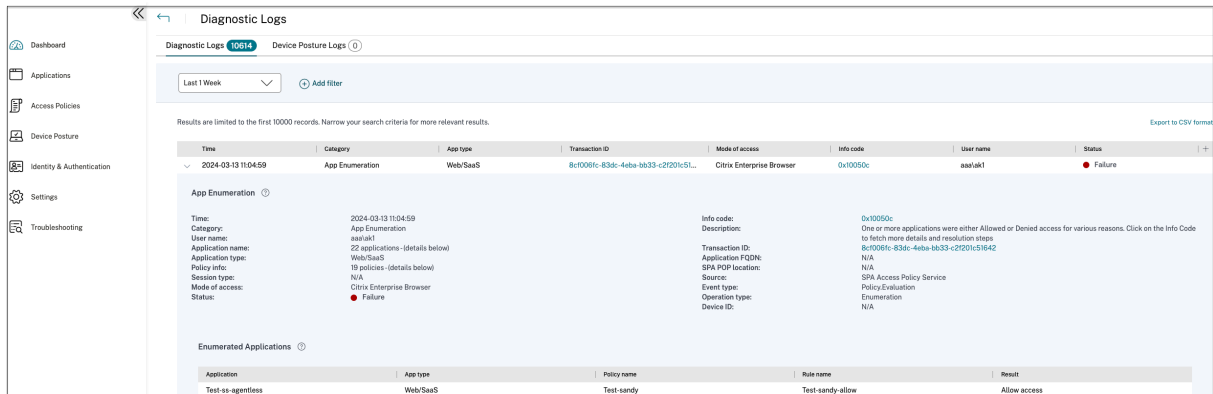 Diagnostic Logs
Dashboard
Applications
Access Policies
Device Posture
Identity & Authentication
Settings
Troubleshooting
Diagnostic Logs 10614 Device Posture Logs 0
Last 1 Week Add filter
Results are limited to the first 10000 records. Narrow your search criteria for more relevant results. Export to CSV format
Time Category App type Transaction ID Mode of access Info code User name Status
2024-03-13 11:04:59 App Enumeration Web/SaaS 8cf006fc-83dc-4eba-bb33-c2f201c51... Citrix Enterprise Browser 0x10050c aaa\ak1 Failure
App Enumeration
Time: 2024-03-13 11:04:59
Category: App Enumeration
User name: aaa\ak1
Application name: 22 applications - (details below)
Application type: Web/SaaS
Policy info: 19 policies - (details below)
Session type: N/A
Mode of access: Citrix Enterprise Browser
Status: Failure
Info code: 0x10050c
Description: One or more applications were either Allowed or Denied access for various reasons. Click on the Info Code
to fetch more details and resolution steps
Transaction ID: 8cf006fc-83dc-4eba-bb33-c2f201c51642
Application FQDN: N/A
SPA POP location: N/A
Source: SPA Access Policy Service
Event type: Policy.Evaluation
Operation type: Enumeration
Device ID: N/A
Enumerated Applications
Application App type Policy name Rule name Result
Test-ss-agentless Web/SaaS Test-sandy Test-sandy-allow Allow access